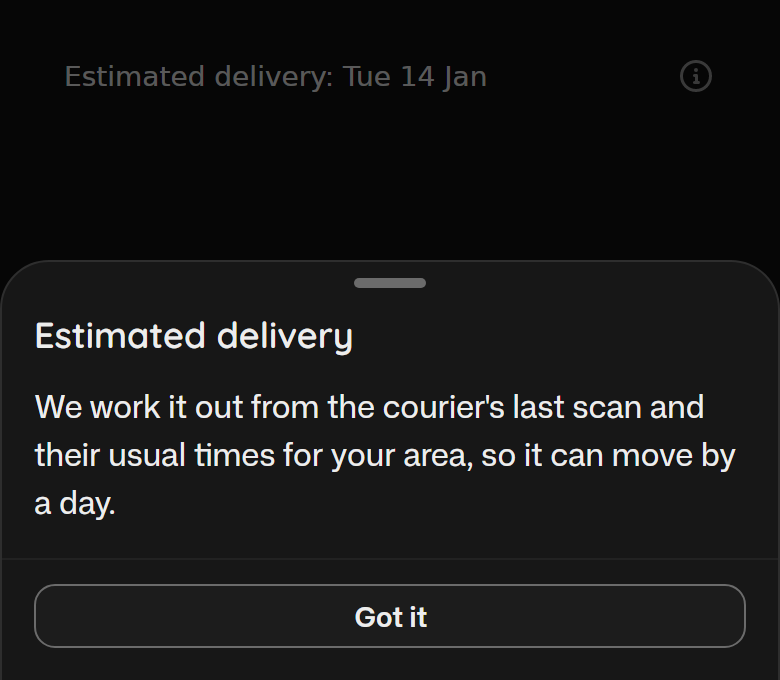 Estimated delivery: Tue 14 Jan
Estimated delivery
We work it out from the courier's last scan and
their usual times for your area, so it can move by
a day.
Got it